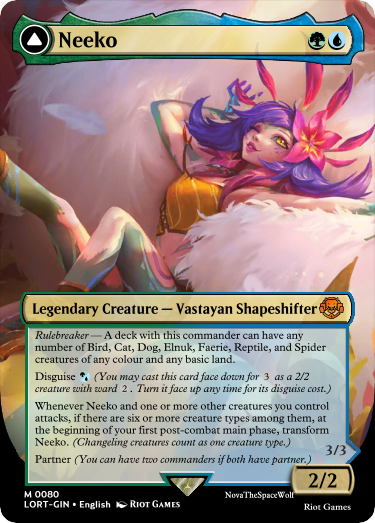 Neeko
Legendary Creature — Vastayan Shapeshifter
Rulebreaker — A deck with this commander can have any
number of Bird, Cat, Dog, Elnuk, Faerie, Reptile, and Spider
creatures of any colour and any basic land.
Disguise (You may cast this card face down for 3 as a 2/2
creature with ward 2 . Turn it face up any time for its disguise cost.)
Whenever Neeko and one or more other creatures you control
attacks, if there are six or more creature types among them, at
the beginning of your first post-combat main phase, transform
Neeko. (Changeling creatures count as one creature type.)
Partner (You can have two commanders if both have partner.)
3/3
2/2
M 0080
LORT-GIN • English Riot Games
NovaTheSpaceWolf
Riot Games